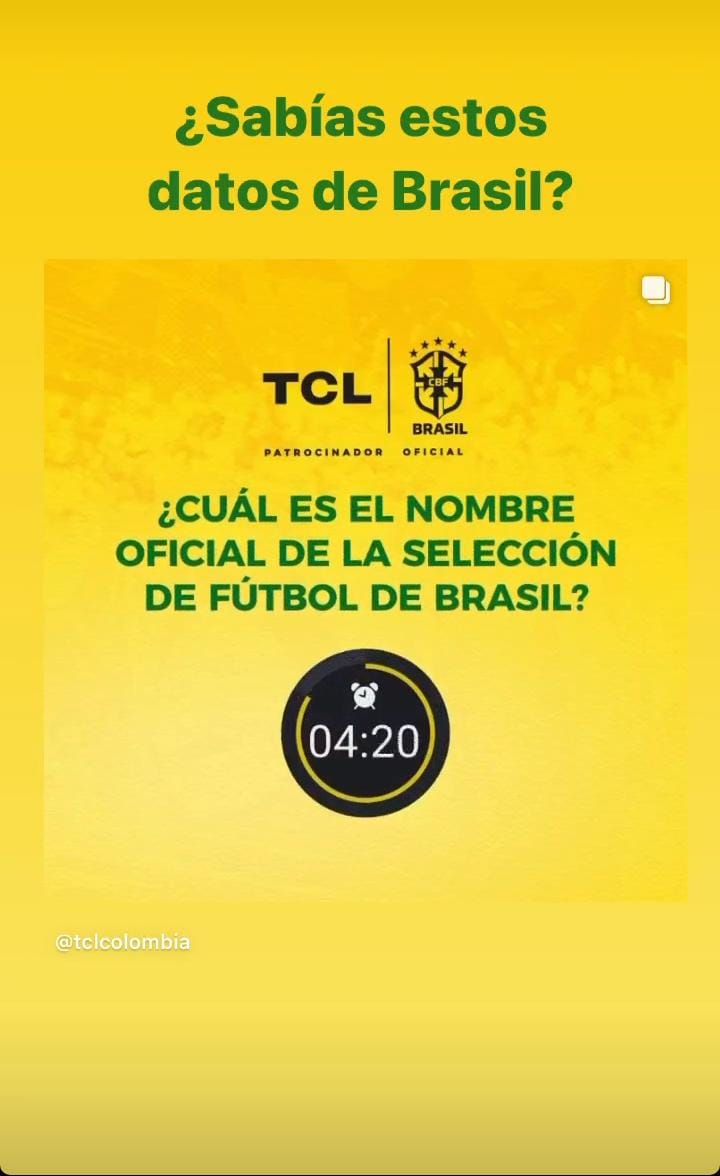 ¿Sabías estos
datos de Brasil?
TCL
CBF
BRASIL
PATROCINADOR OFICIAL
¿CUÁL ES EL NOMBRE
OFICIAL DE LA SELECCIÓN
DE FÚTBOL DE BRASIL?
04:20
@tclcolombia